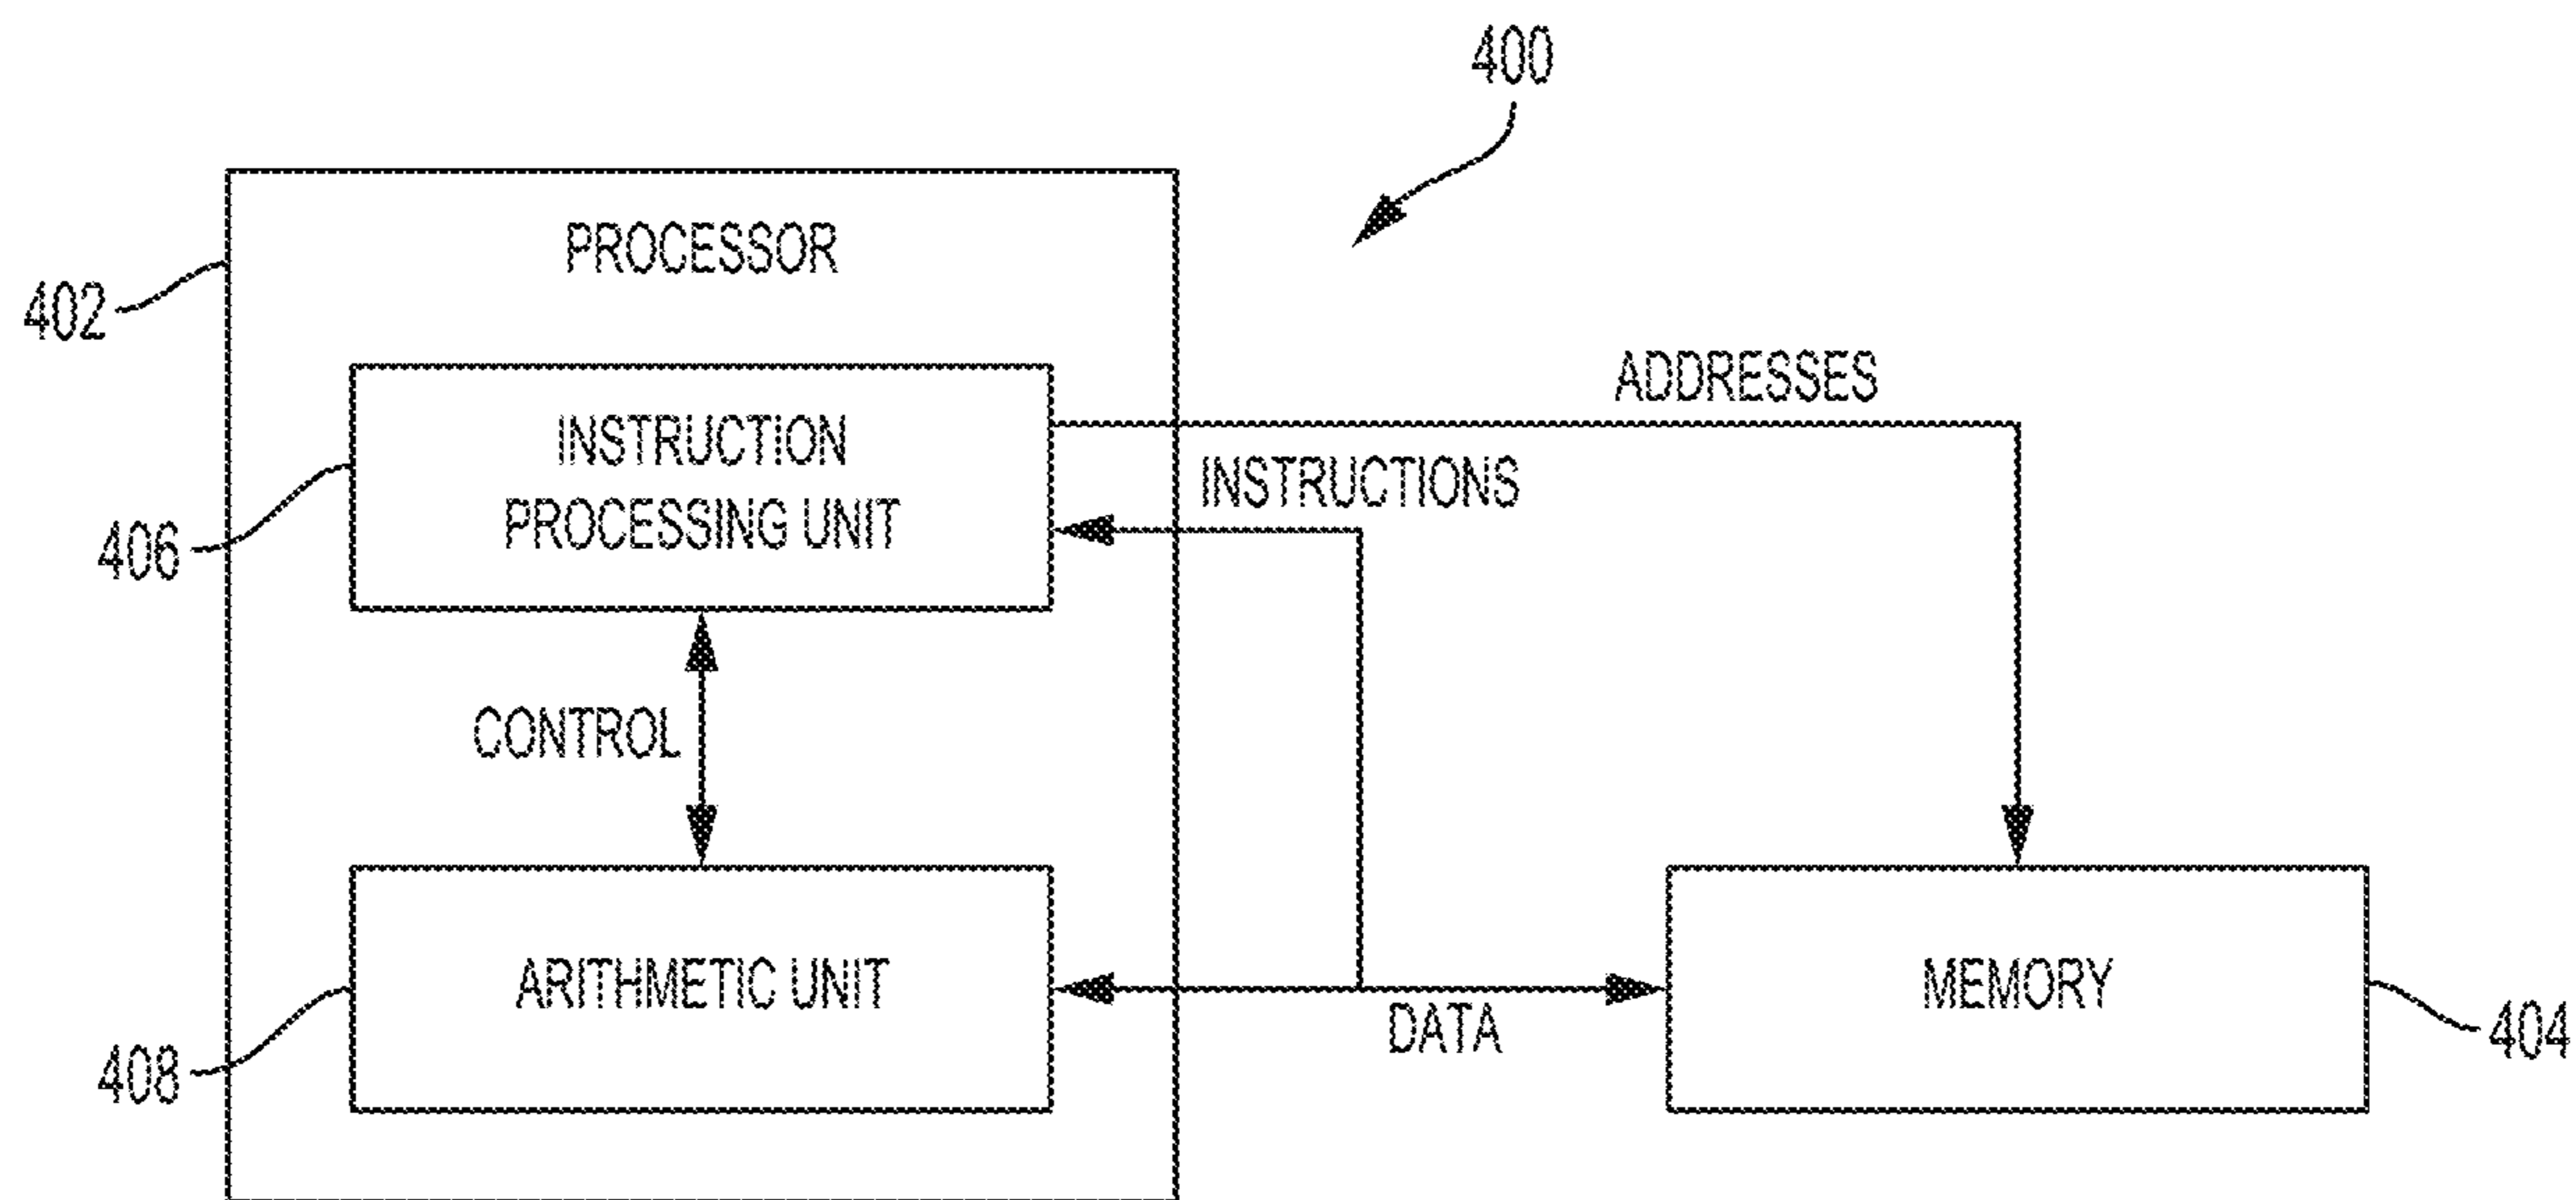 400
PROCESSOR
402
ADDRESSES
INSTRUCTION
PROCESSING UNIT
INSTRUCTIONS
406
CONTROL
ARITHMETIC UNIT
MEMORY
DATA
404
408